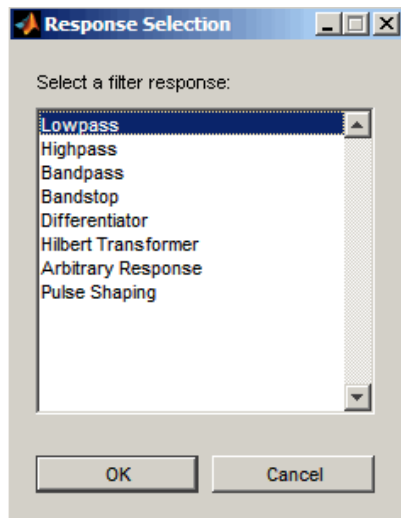 Response Selection
Select a filter response:
Lowpass
Highpass
Bandpass
Bandstop
Differentiator
Hilbert Transformer
Arbitrary Response
Pulse Shaping
OK
Cancel